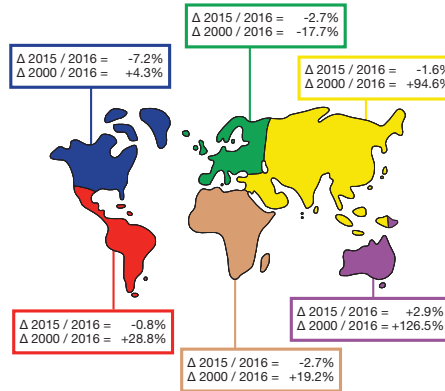 Δ 2015 / 2016 = -2.7%
Δ 2000 / 2016 = -17.7%
Δ 2015 / 2016 = -7.2%
Δ 2000 / 2016 = +4.3%
Δ 2015 / 2016 = -1.6%
Δ 2000 / 2016 = +94.6%
Δ 2015 / 2016 = -0.8%
Δ 2000 / 2016 = +28.8%
Δ 2015 / 2016 = +2.9%
Δ 2000 / 2016 = +126.5%
Δ 2015 / 2016 = -2.7%
Δ 2000 / 2016 = +19.2%